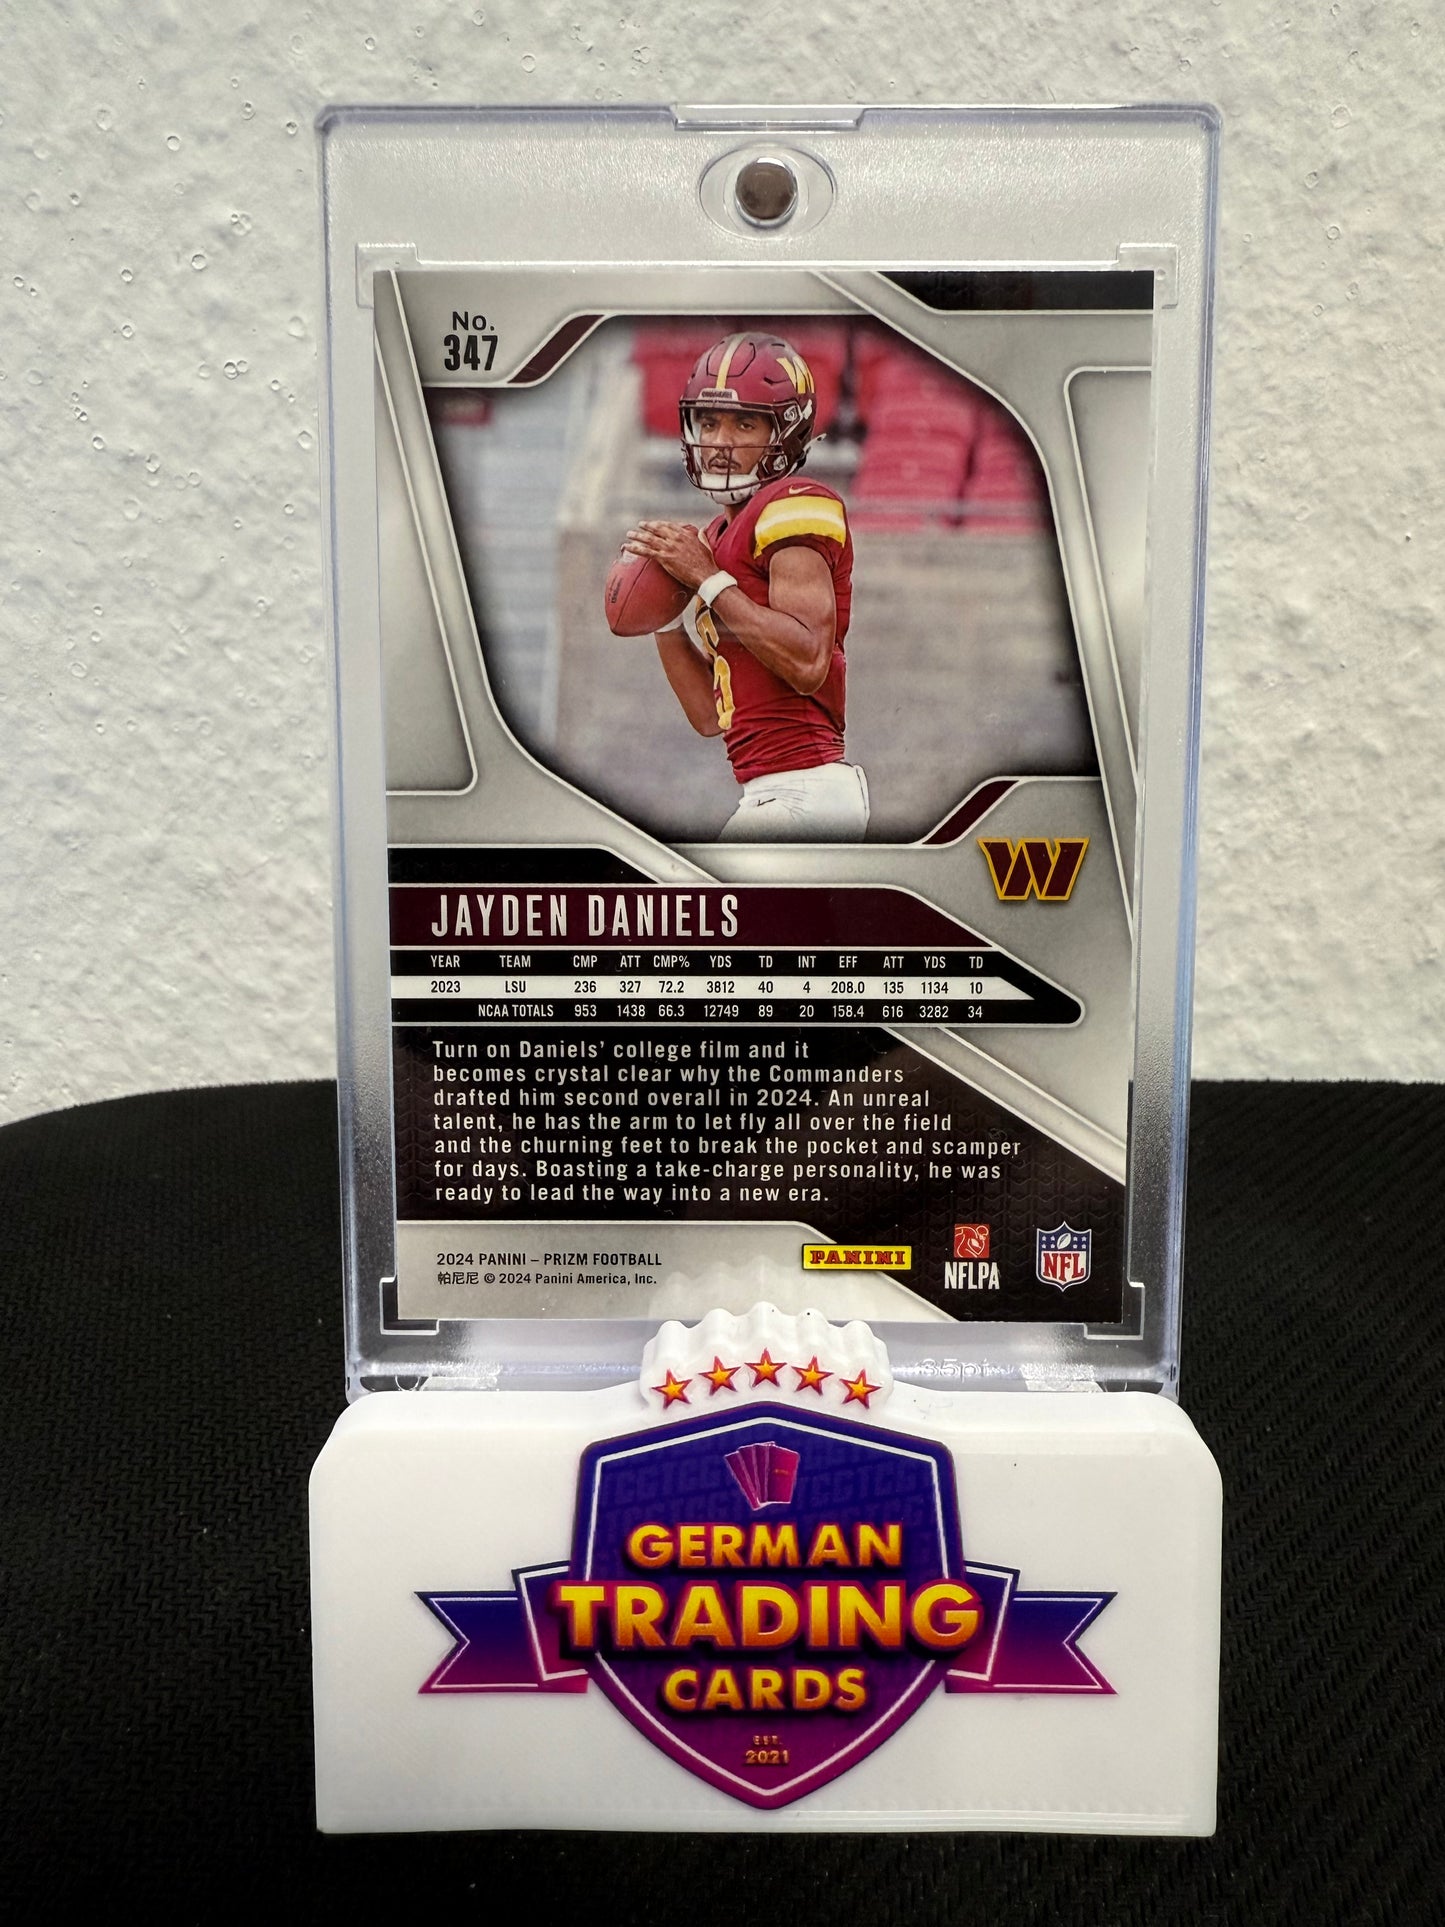 No.
347
JAYDEN DANIELS
YEAR TEAM CMP ATT CMP% YDS TD INT EFF ATT YDS TD
2023 LSU 236 327 72.2 3812 40 4 208.0 135 1134 10
NCAA TOTALS 953 1438 66.3 12749 89 20 158.4 616 3282 34
Turn on Daniels' college film and it
becomes crystal clear why the Commanders
drafted him second overall in 2024. An unreal
talent, he has the arm to let fly all over the field
and the churning feet to break the pocket and scamper
for days. Boasting a take-charge personality, he was
ready to lead the way into a new era.
2024 PANINI – PRIZM FOOTBALL
帕尼尼 © 2024 Panini America, Inc.
PANINI
NFLPA
NFL
35pt
GERMAN
TRADING
CARDS
EST.
2021